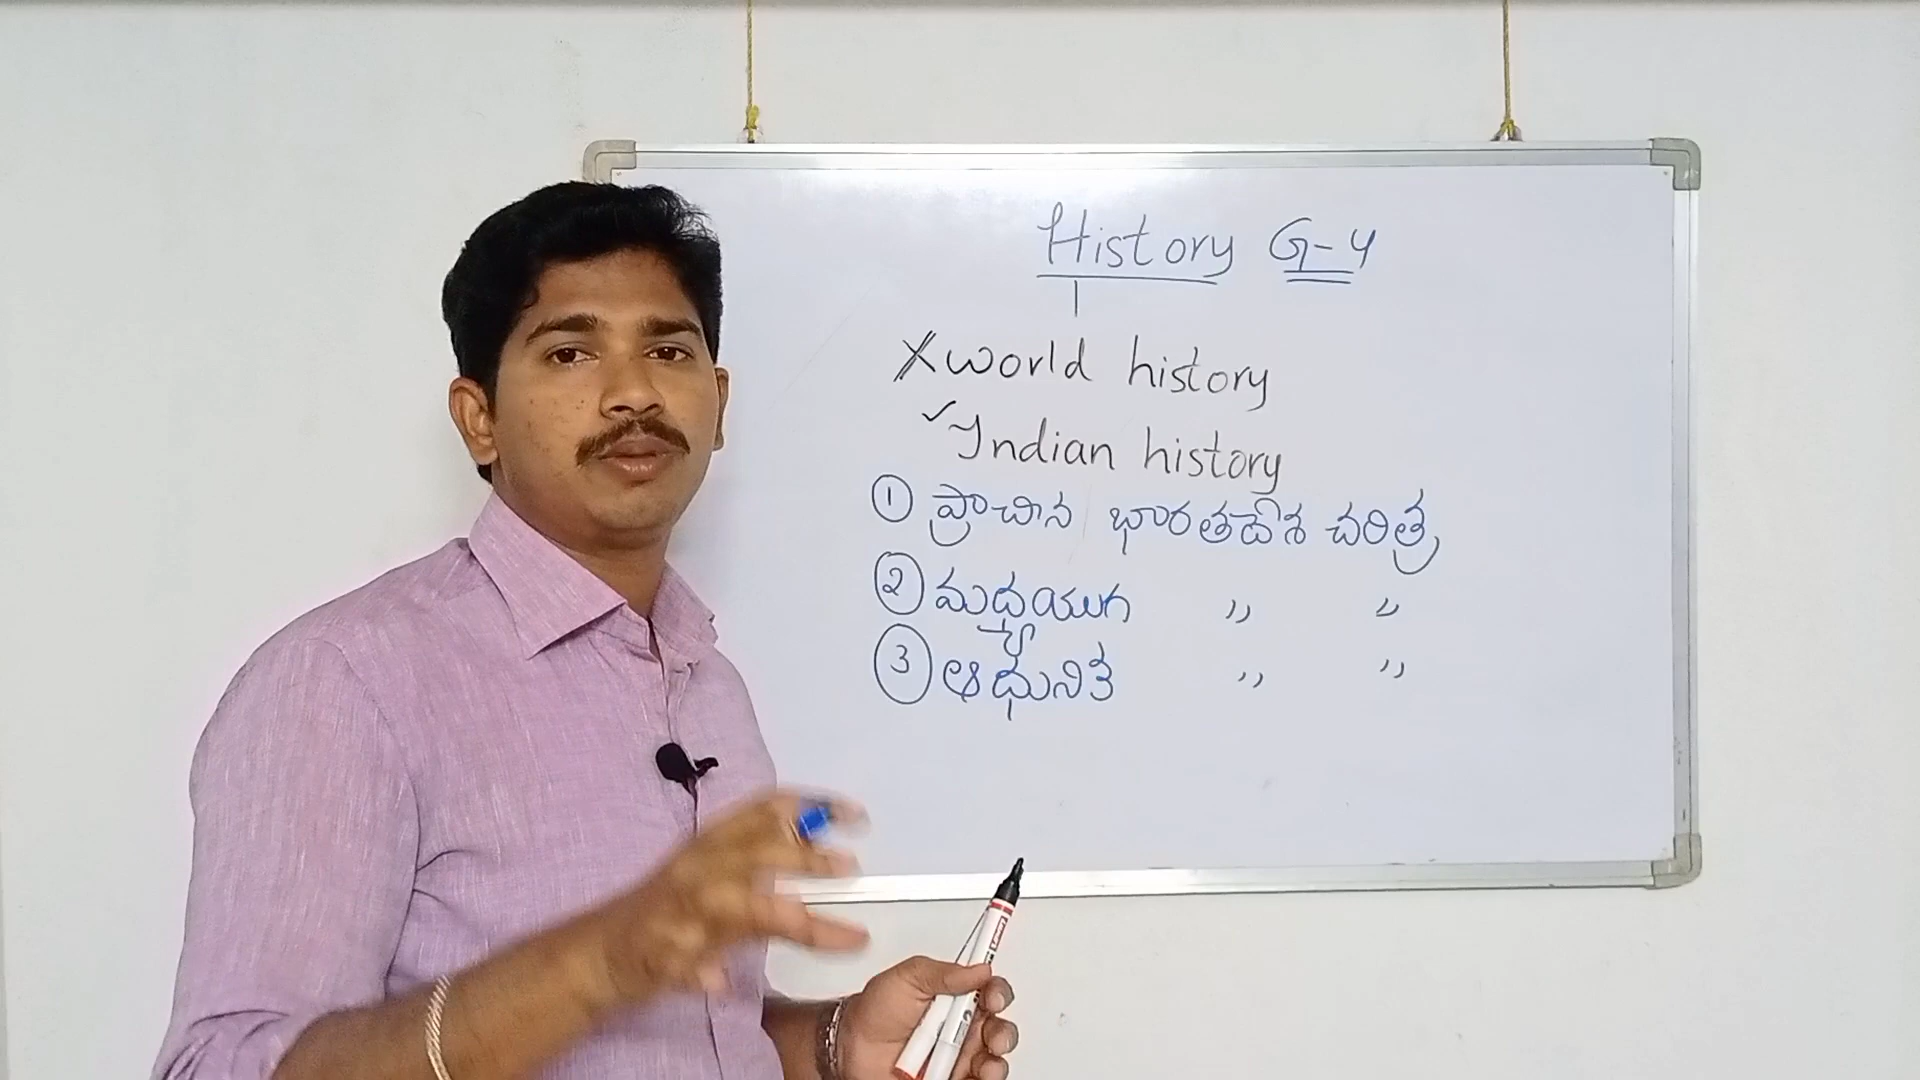 History G-4
X world history
✓ Indian history
① ప్రాచీన భారతదేశ చరిత్ర
② మధ్యయుగ " "
③ ఆధునిక " "